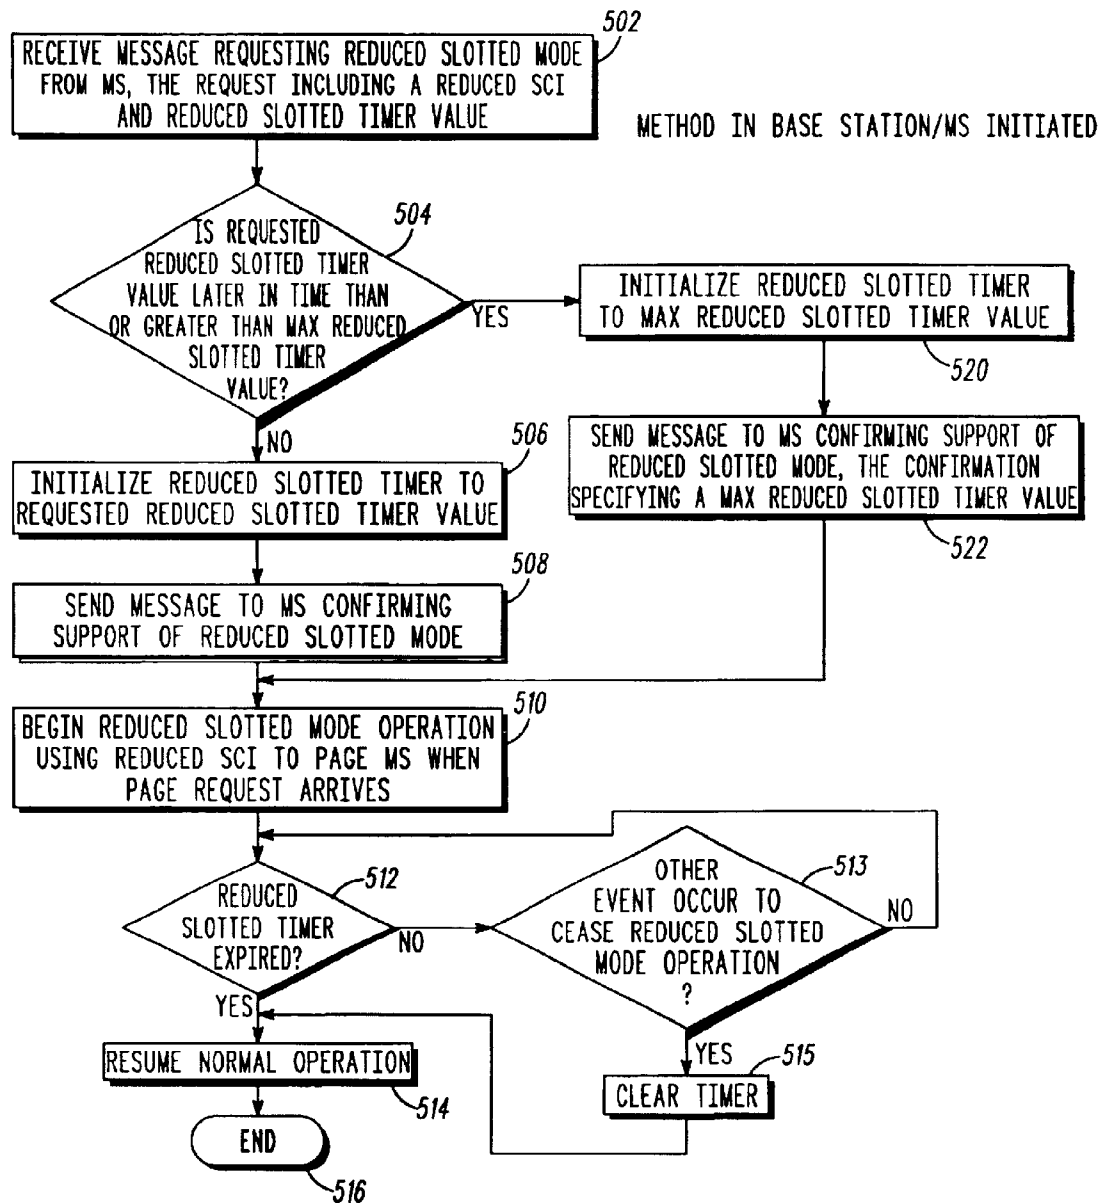 502
RECEIVE MESSAGE REQUESTING REDUCED SLOTTED MODE
FROM MS, THE REQUEST INCLUDING A REDUCED SCI
AND REDUCED SLOTTED TIMER VALUE
METHOD IN BASE STATION/MS INITIATED
504
IS REQUESTED
REDUCED SLOTTED TIMER
VALUE LATER IN TIME THAN
OR GREATER THAN MAX REDUCED
SLOTTED TIMER
VALUE?
YES
NO
INITIALIZE REDUCED SLOTTED TIMER
TO MAX REDUCED SLOTTED TIMER VALUE
520
SEND MESSAGE TO MS CONFIRMING SUPPORT OF
REDUCED SLOTTED MODE, THE CONFIRMATION
SPECIFYING A MAX REDUCED SLOTTED TIMER VALUE
522
506
INITIALIZE REDUCED SLOTTED TIMER TO
REQUESTED REDUCED SLOTTED TIMER VALUE
508
SEND MESSAGE TO MS CONFIRMING
SUPPORT OF REDUCED SLOTTED MODE
510
BEGIN REDUCED SLOTTED MODE OPERATION
USING REDUCED SCI TO PAGE MS WHEN
PAGE REQUEST ARRIVES
512
REDUCED
SLOTTED TIMER
EXPIRED?
NO
YES
513
OTHER
EVENT OCCUR TO
CEASE REDUCED SLOTTED
MODE OPERATION
?
NO
YES
515
CLEAR TIMER
RESUME NORMAL OPERATION
514
END
516